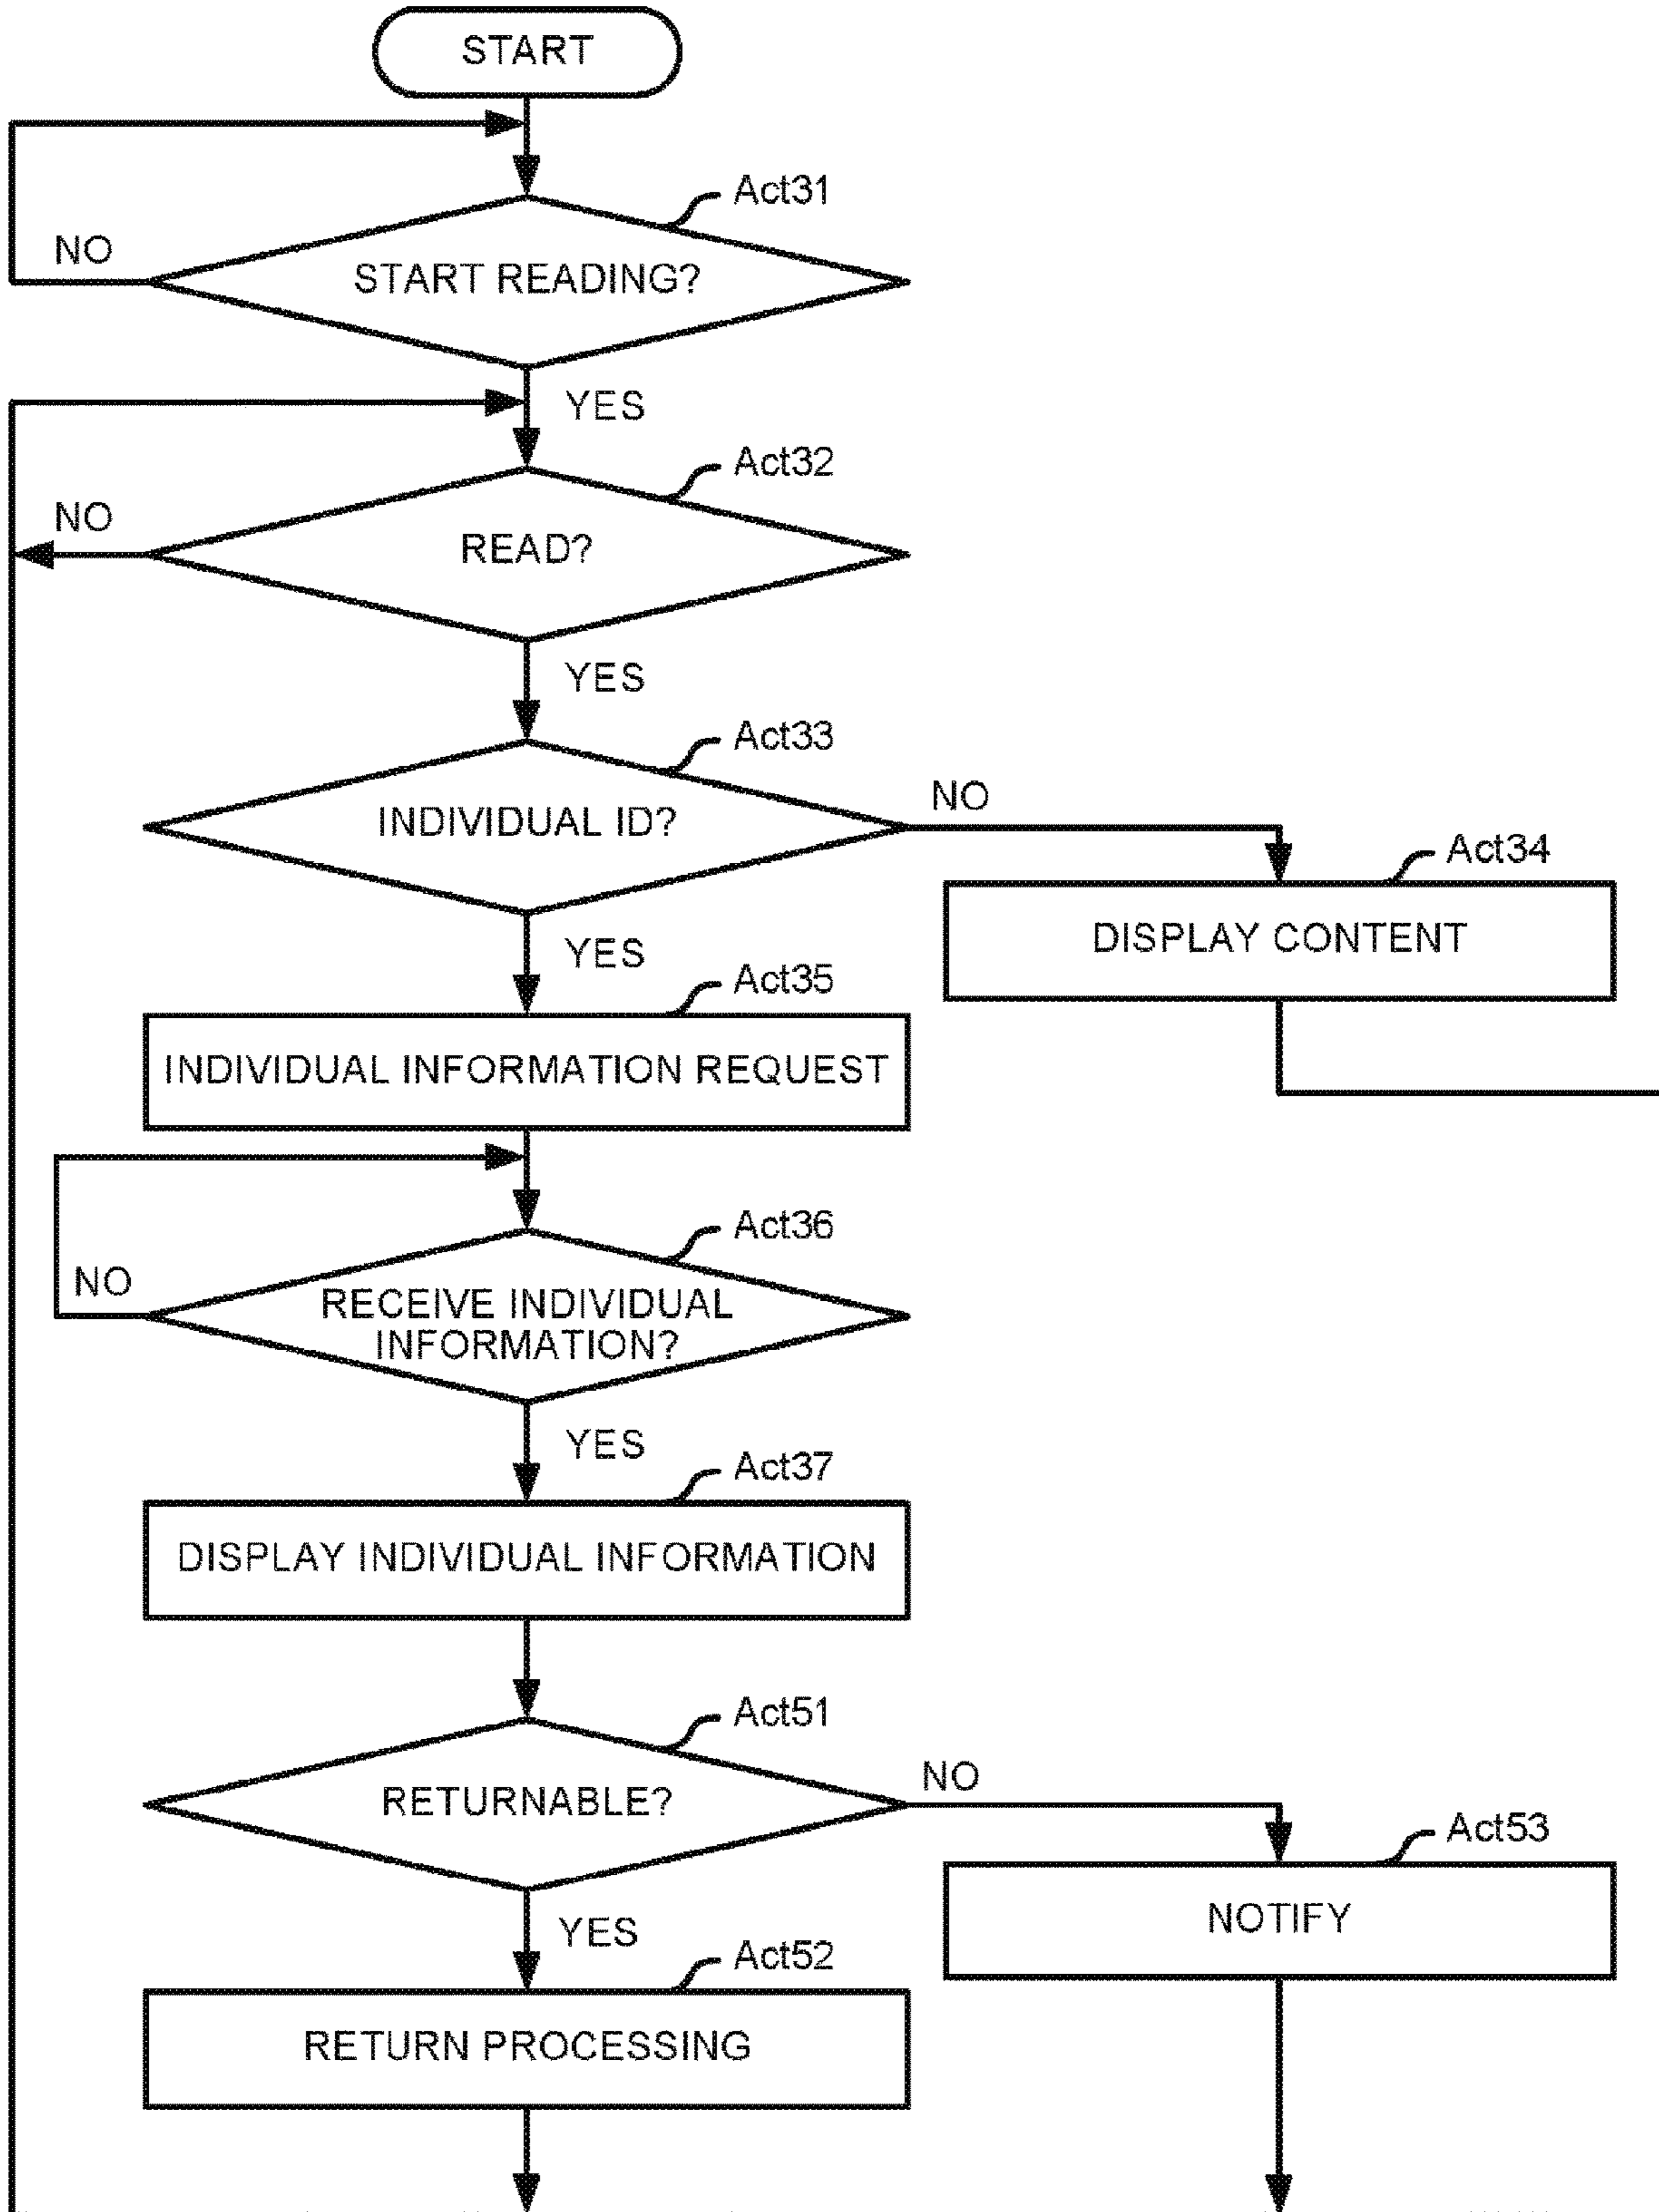 START
Act31
NO
START READING?
YES
Act32
NO
READ?
YES
Act33
INDIVIDUAL ID?
NO
Act34
DISPLAY CONTENT
YES
Act35
INDIVIDUAL INFORMATION REQUEST
Act36
NO
RECEIVE INDIVIDUAL
INFORMATION?
YES
Act37
DISPLAY INDIVIDUAL INFORMATION
Act51
RETURNABLE?
NO
Act53
NOTIFY
YES
Act52
RETURN PROCESSING